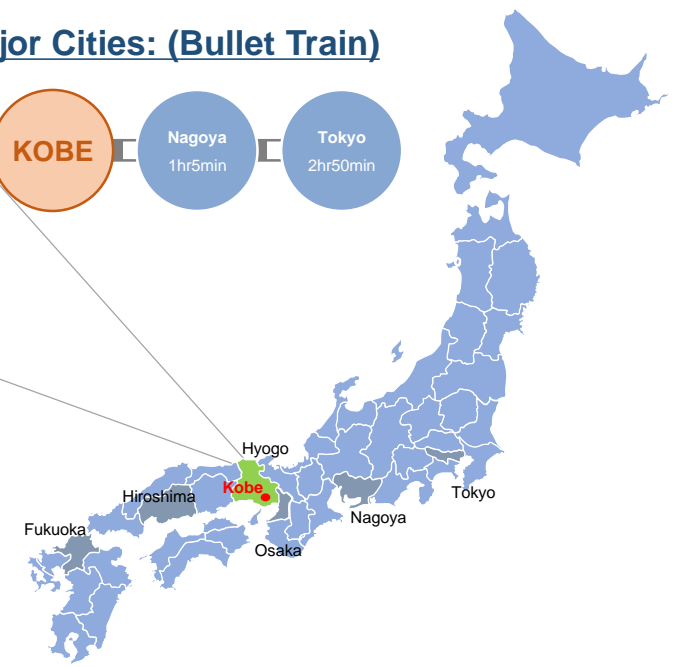 jor Cities: (Bullet Train)
KOBE
Nagoya
1hr5min
Tokyo
2hr50min
Hyogo
Kobe
Hiroshima
Tokyo
Nagoya
Fukuoka
Osaka